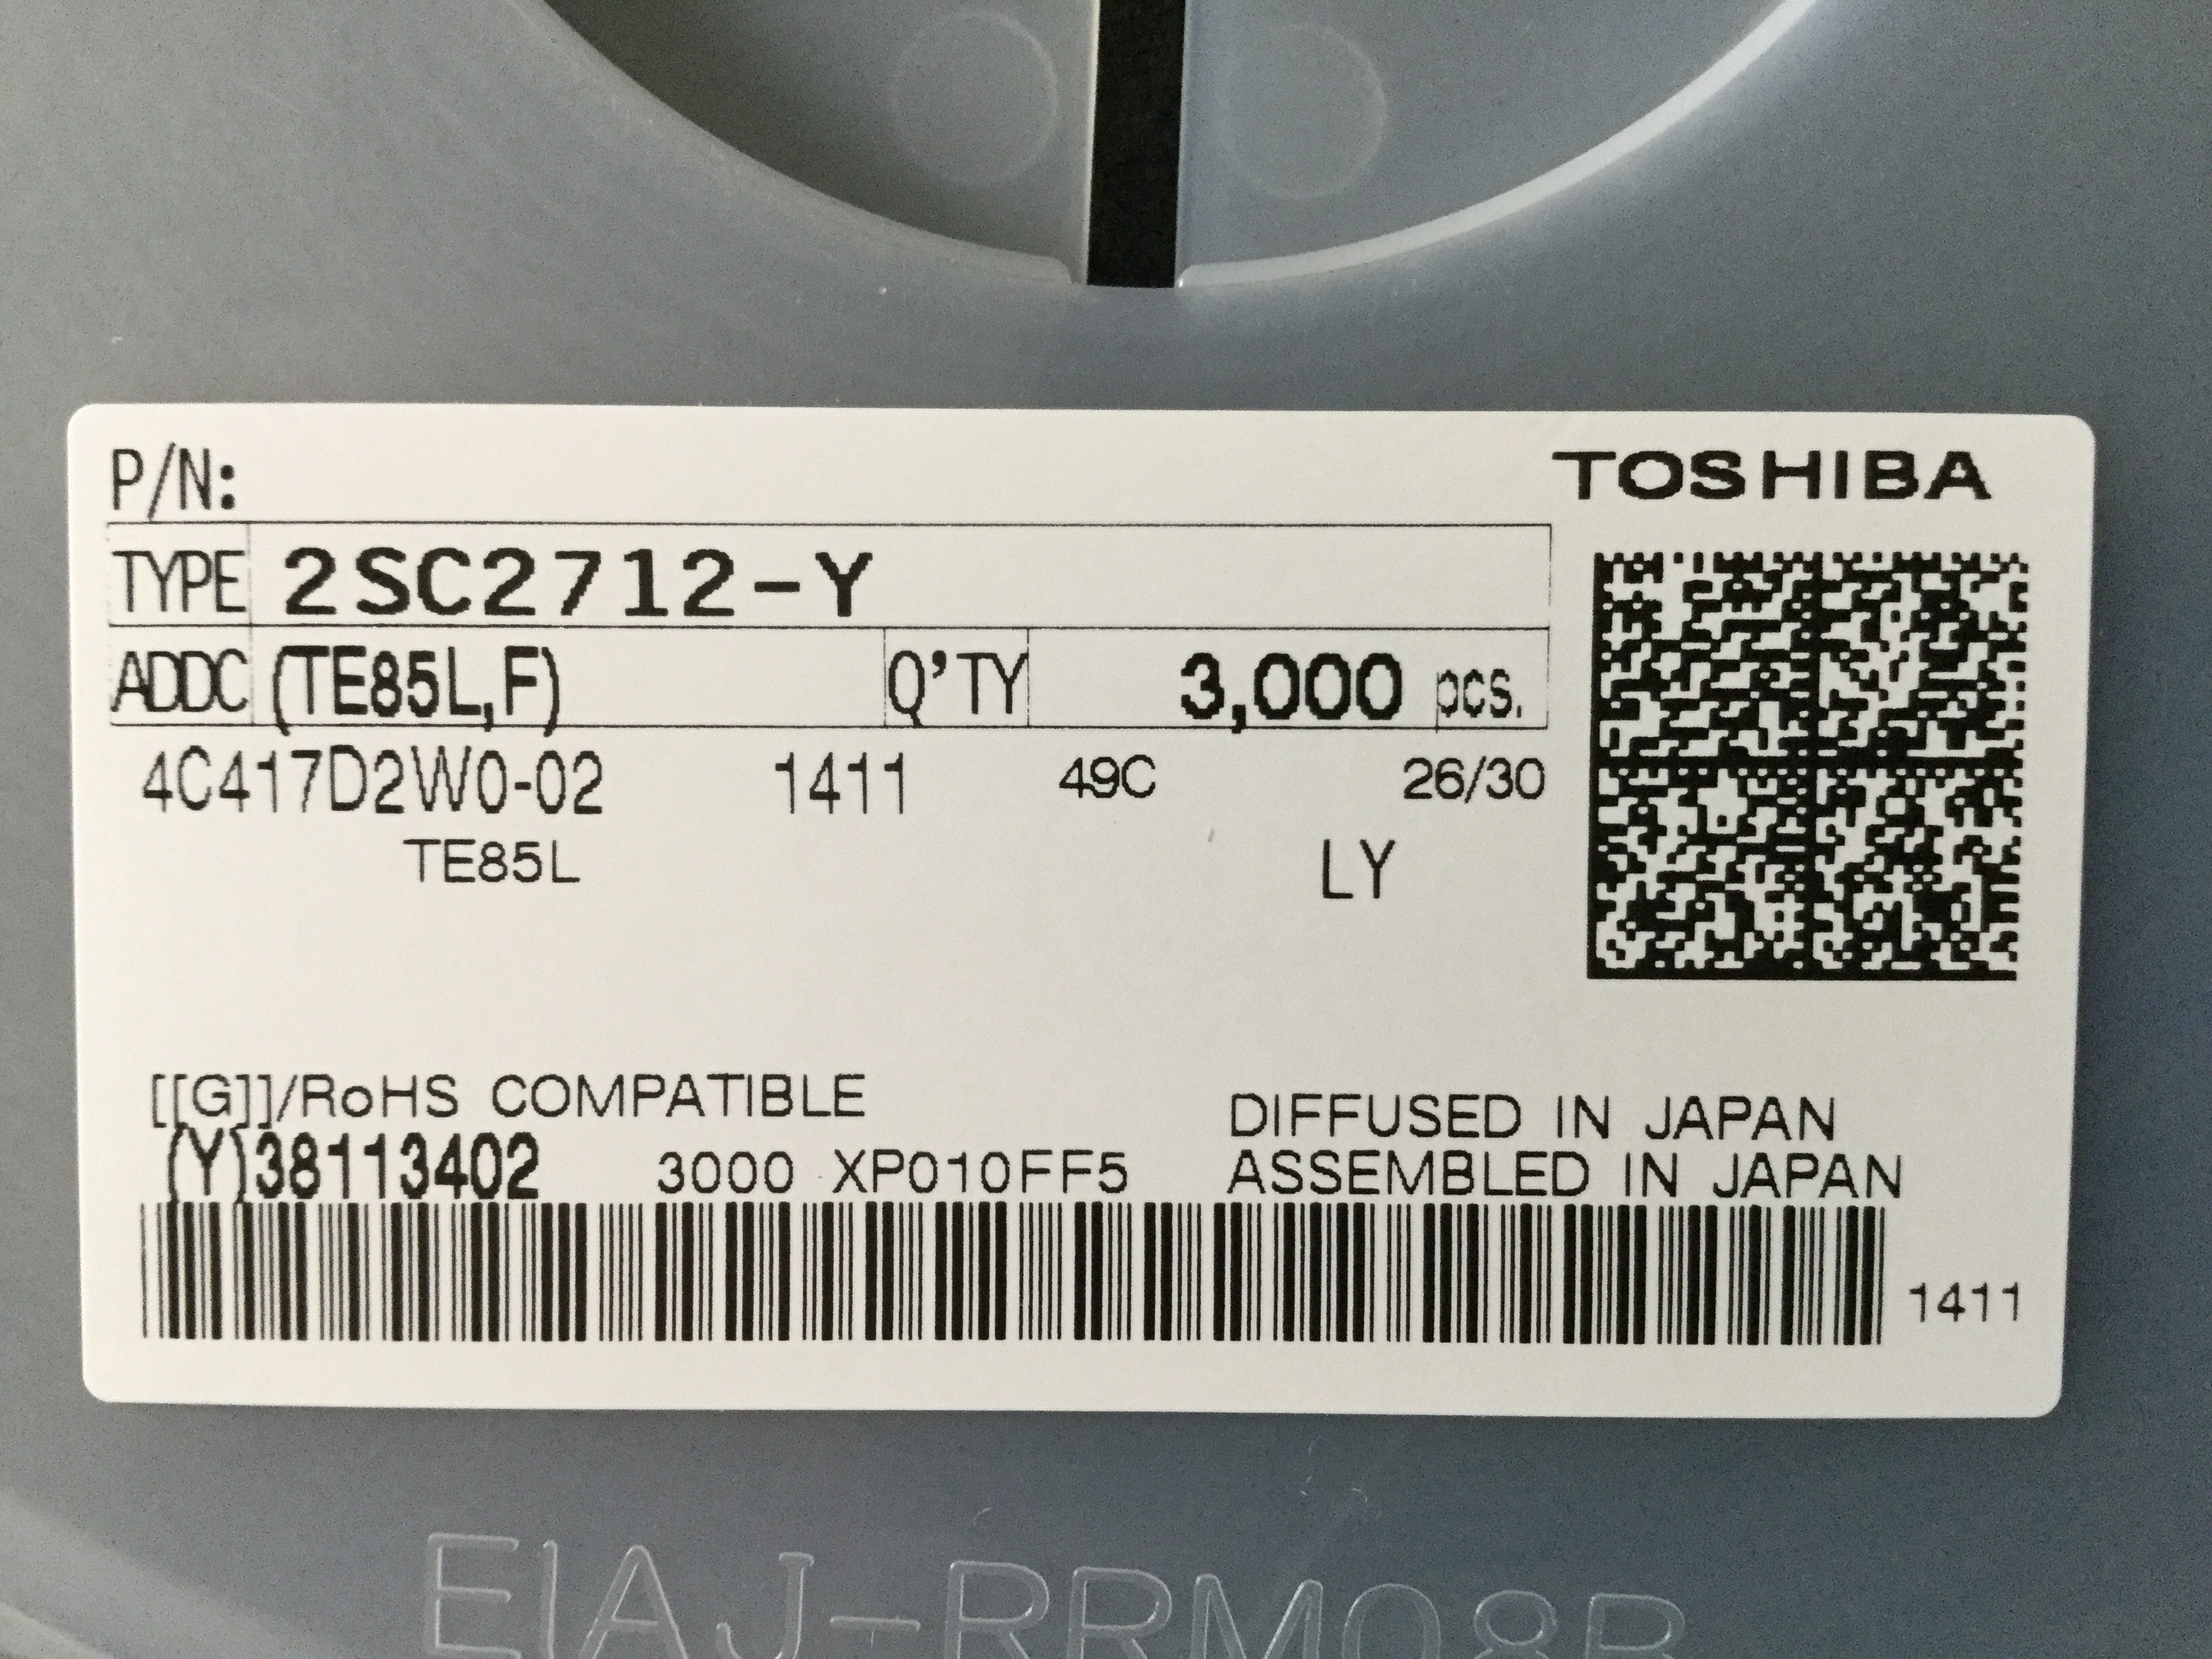 P/N:
TOSHIBA
TYPE 2SC2712-Y
ADDC (TE85L,F) Q'TY 3,000 pcs.
4C417D2W0-02 1411 49C 26/30
TE85L LY
[[G]]/RoHS COMPATIBLE
DIFFUSED IN JAPAN
(Y)38113402 3000 XP010FF5
ASSEMBLED IN JAPAN
1411
EIAJ-RRM08B